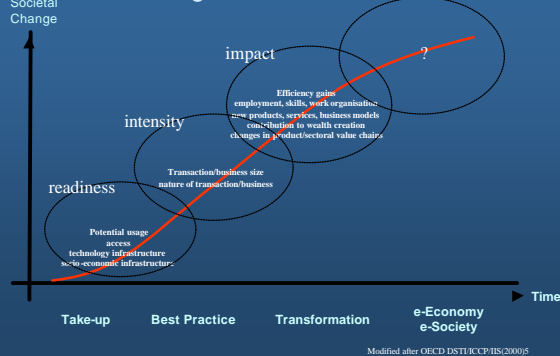 Societal
Change
impact
?
Efficiency gains
employment, skills, work organisation
new products, services, business models
contribution to wealth creation
changes in product/sectoral value chains
intensity
Transaction/business size
nature of transaction/business
readiness
Potential usage
access
technology infrastructure
socio-economic infrastructure
Time
Take-up
Best Practice
Transformation
e-Economy
e-Society
Modified after OECD DSTI/ICCP/IIS(2000)5